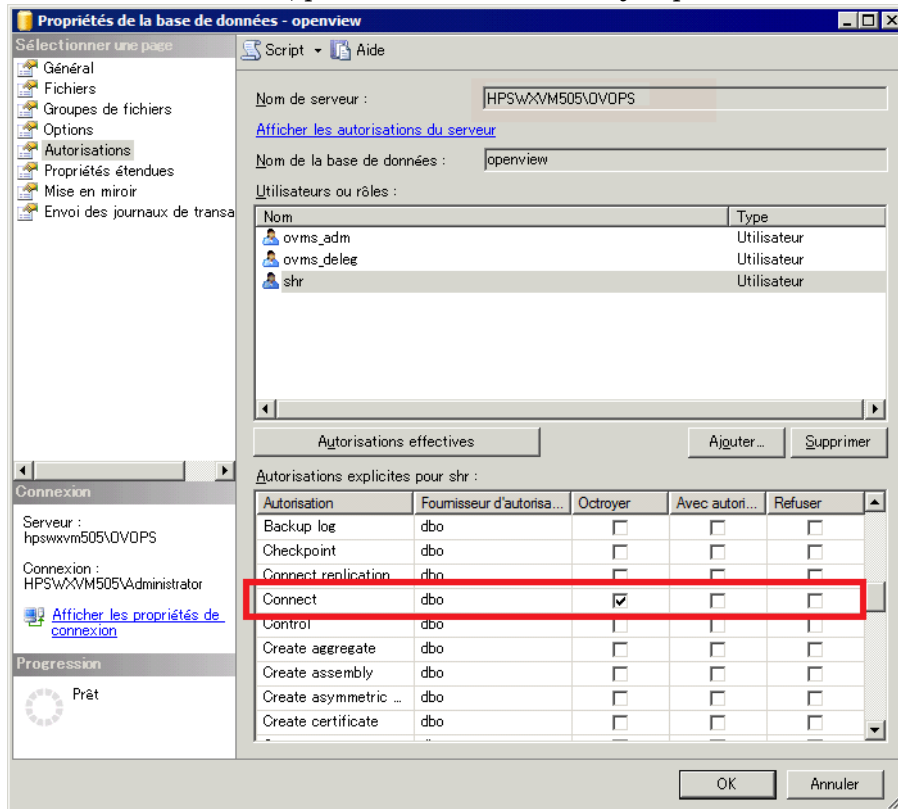 Propriétés de la base de données - openview
Sélectionner une page
Général
Fichiers
Groupes de fichiers
Options
Autorisations
Propriétés étendues
Mise en miroir
Envoi des journaux de transa
Script Aide
Nom de serveur : HPSWXVM505\OVOPS
Afficher les autorisations du serveur
Nom de la base de données : openview
Utilisateurs ou rôles :
Nom Type
ovms_adm Utilisateur
ovms_deleg Utilisateur
shr Utilisateur
Autorisations effectives Ajouter... Supprimer
Autorisations explicites pour shr :
Autorisation Fournisseur d'autorisa... Octroyer Avec autori... Refuser
Backup log dbo
Checkpoint dbo
Connect replication dbo
Connect dbo
Control dbo
Create aggregate dbo
Create assembly dbo
Create asymmetric ... dbo
Create certificate dbo
Connexion
Serveur :
hpswxvm505\OVOPS
Connexion :
HPSWXVM505\Administrator
Afficher les propriétés de
connexion
Progression
Prêt
OK Annuler